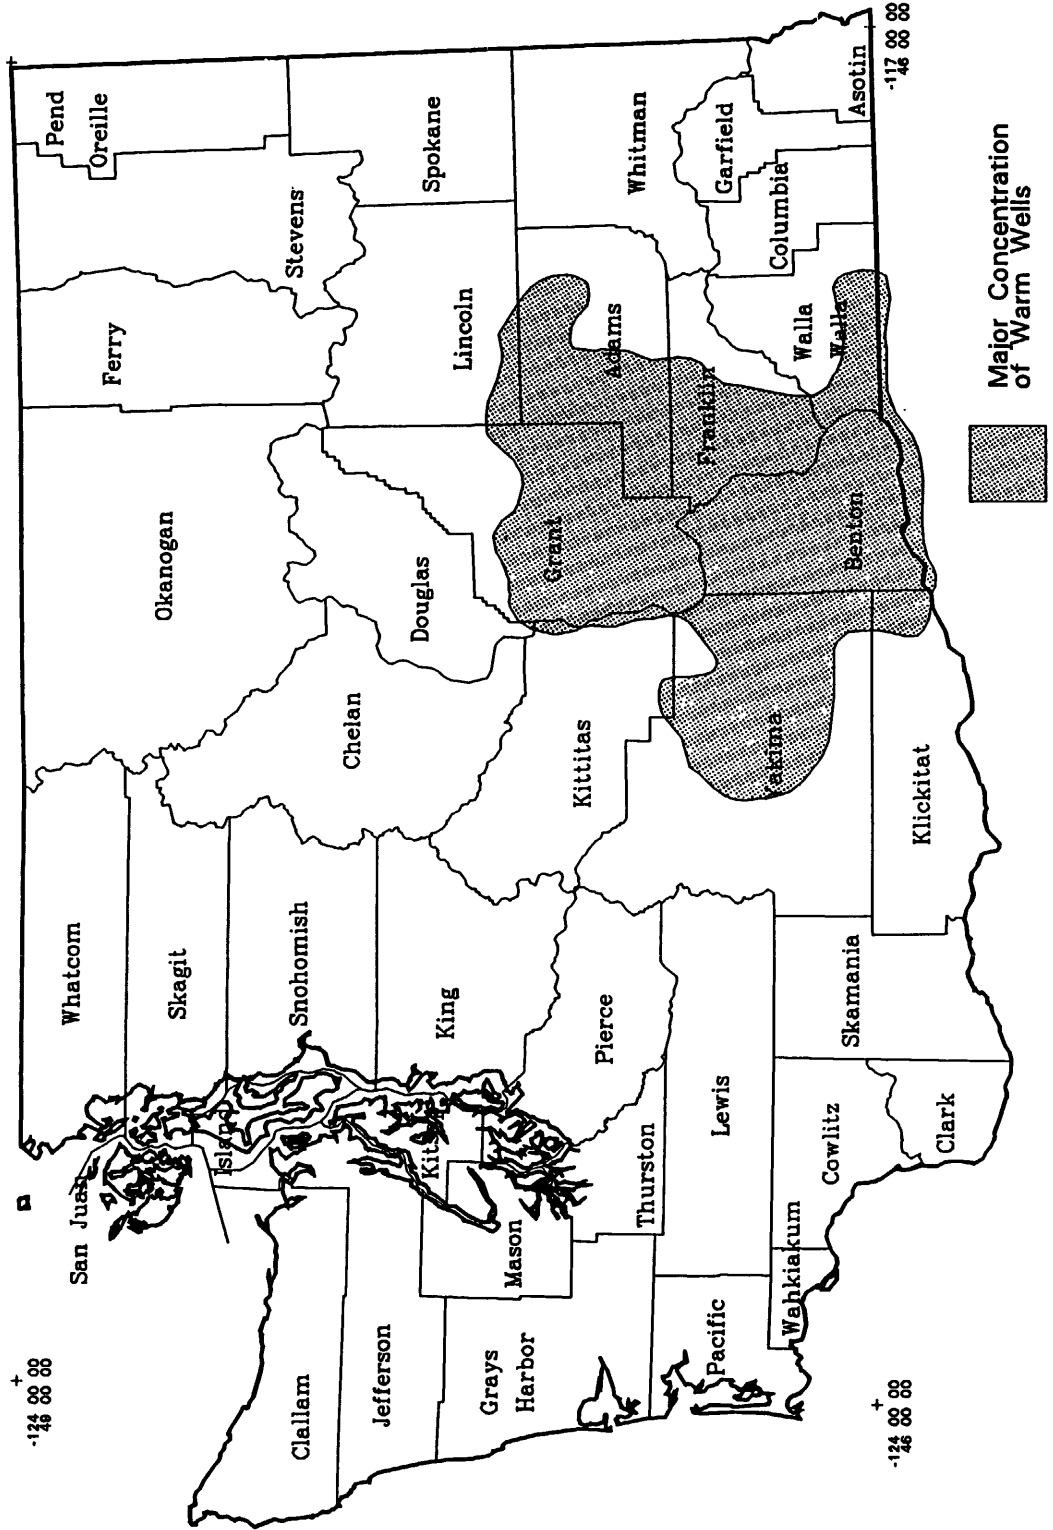 -124 00 00
49 00 00
San Juan
Whatcom
Okanogan
Ferry
Pend
Oreille
Skagit
Island
Stevens
Clallam
Snohomish
Chelan
Jefferson
Douglas
Lincoln
Spokane
Kits
King
Grays
Harbor
Mason
Grant
Kittitas
Adams
Whitman
Pierce
Thurston
Pacific
Lewis
Franklin
Garfield
Yakima
Columbia
Walla
Walla
Wahkiakum
Cowlitz
Skamania
Benton
Asotin
Clark
Klickitat
-124 00 00
46 00 00
-117 00 00
46 00 00
Major Concentration
of Warm Wells